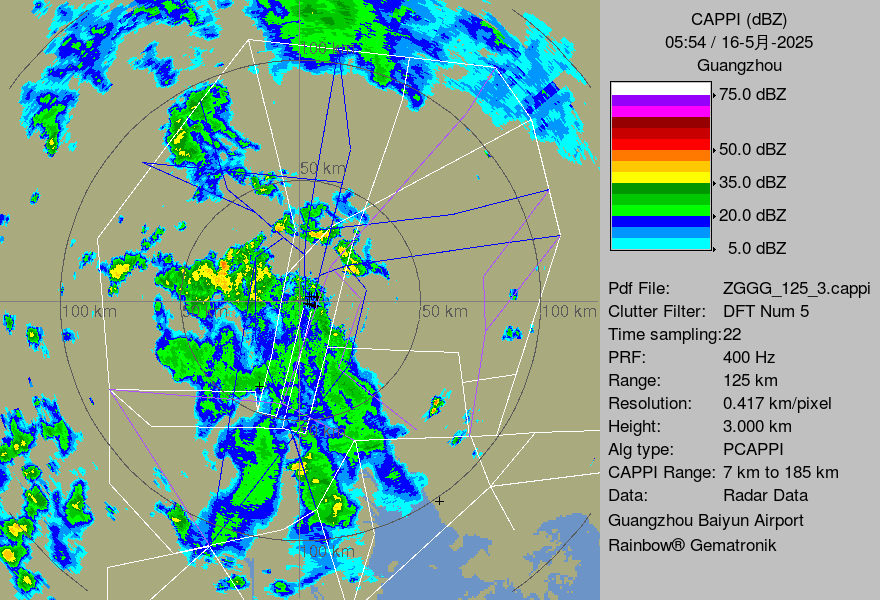 CAPPI (dBZ)
05:54 / 16-5月-2025
Guangzhou
75.0 dBZ
50.0 dBZ
35.0 dBZ
20.0 dBZ
5.0 dBZ
Pdf File: ZGGG_125_3.cappi
Clutter Filter: DFT Num 5
Time sampling:22
PRF: 400 Hz
Range: 125 km
Resolution: 0.417 km/pixel
Height: 3.000 km
Alg type: PCAPPI
CAPPI Range: 7 km to 185 km
Data: Radar Data
Guangzhou Baiyun Airport
Rainbow® Gematronik
100 km
50 km
100 km
50 km
50 km
100 km
100 km